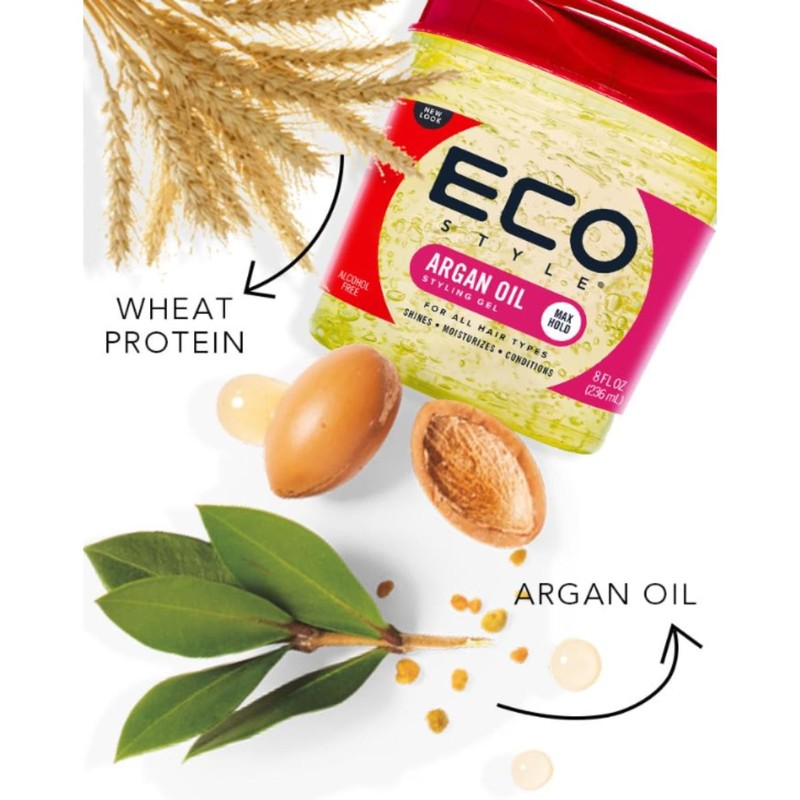 NEW
LOOK
ECO
STYLE®
ARGAN OIL
STYLING GEL
MAX
HOLD
FOR ALL HAIR TYPES
SHINES • MOISTURIZES • CONDITIONS
ALCOHOL
FREE
8 FL OZ
(236 mL)
WHEAT
PROTEIN
ARGAN OIL